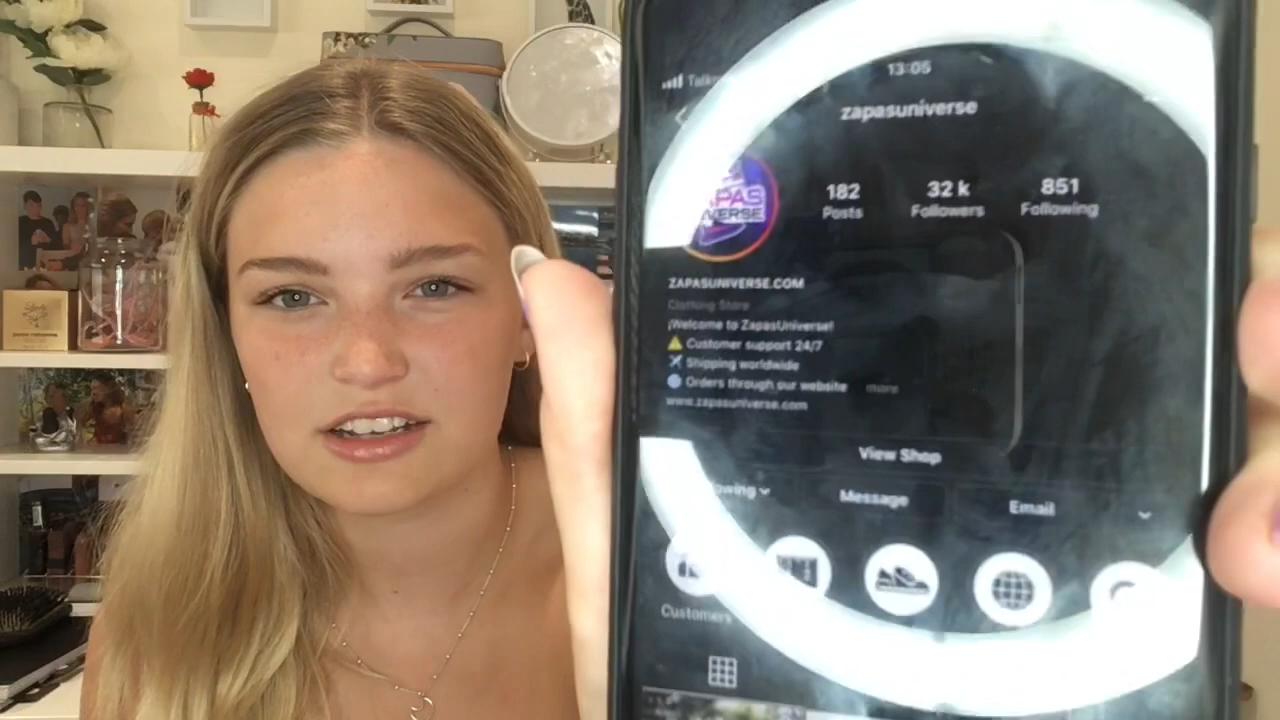 13:05
zapasuniverse
182
Posts
32 k
Followers
851
Following
ZAPASUNIVERSE.COM
Clothing Store
¡Welcome to ZapasUniverse!
Customer support 24/7
Shipping worldwide
Orders through our website more
www.zapasuniverse.com
View Shop
Message
Email
Customers